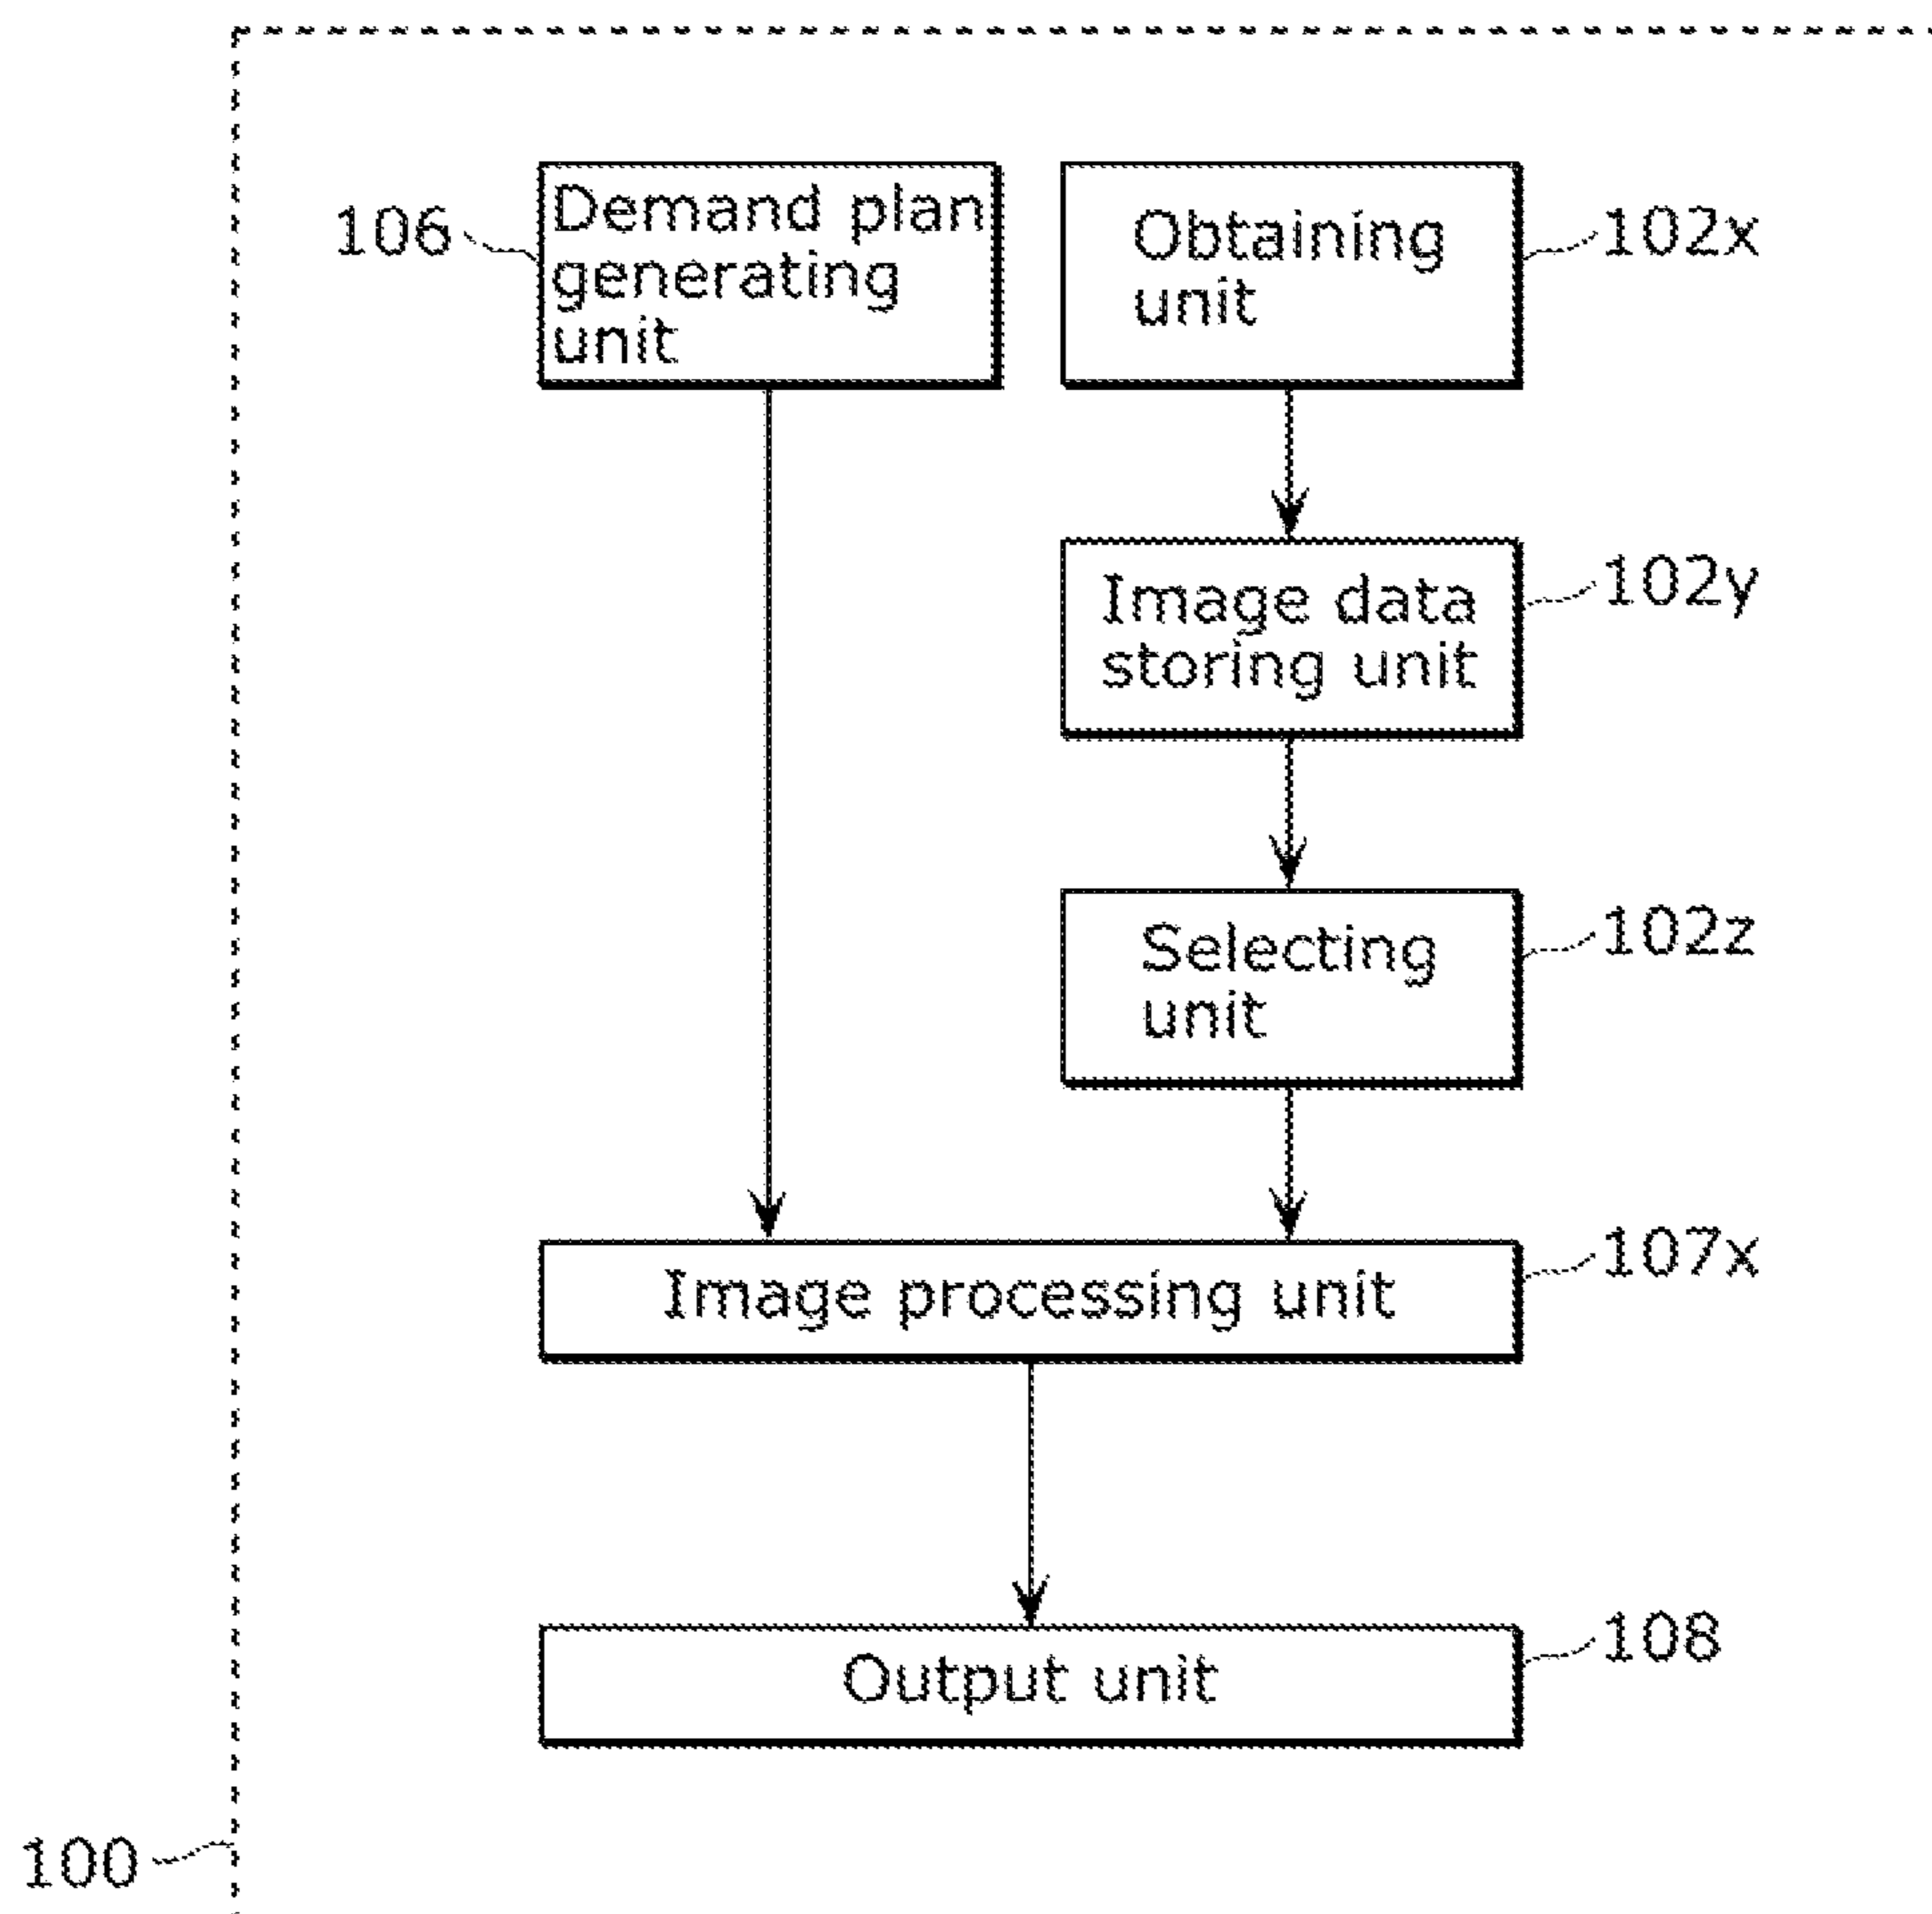 106
Demand plan
generating
unit
Obtaining
unit
102x
Image data
storing unit
102y
Selecting
unit
102z
Image processing unit
107x
Output unit
108
100